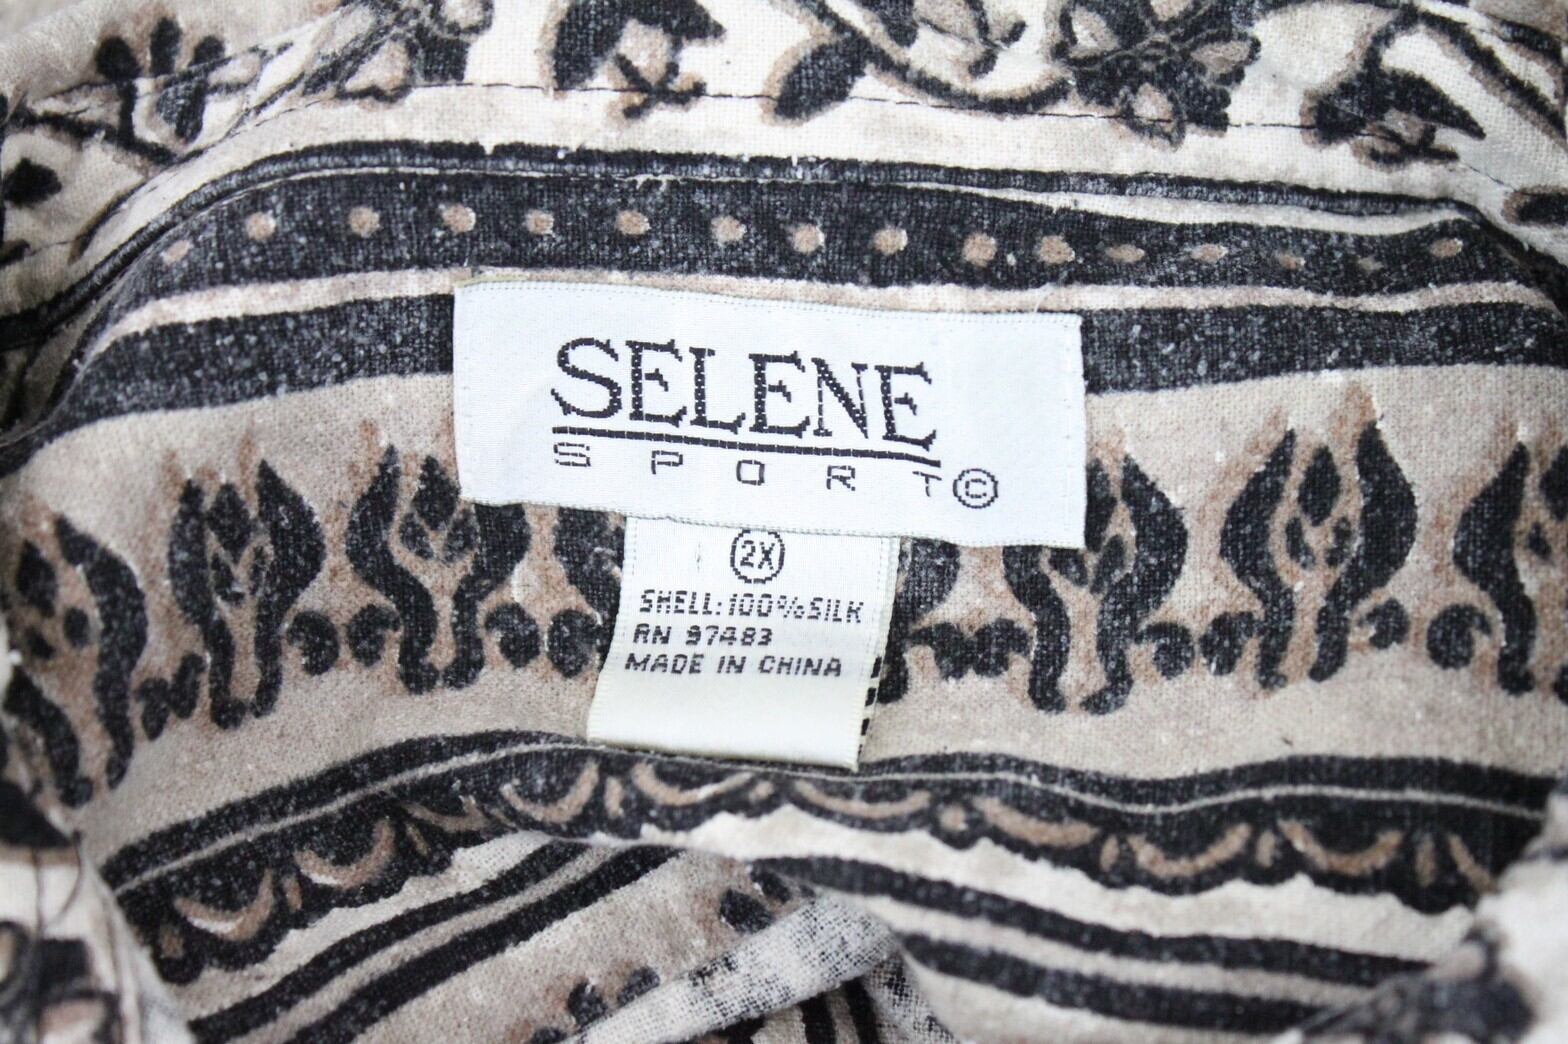 SELENE
SPORT ©
2X
SHELL:100%SILK
RN 97483
MADE IN CHINA